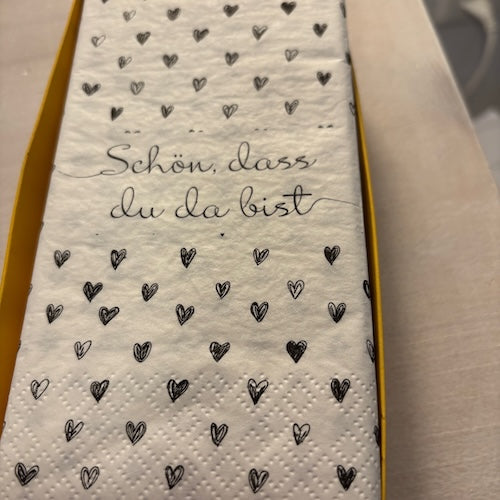 Schön, dass
du da bist